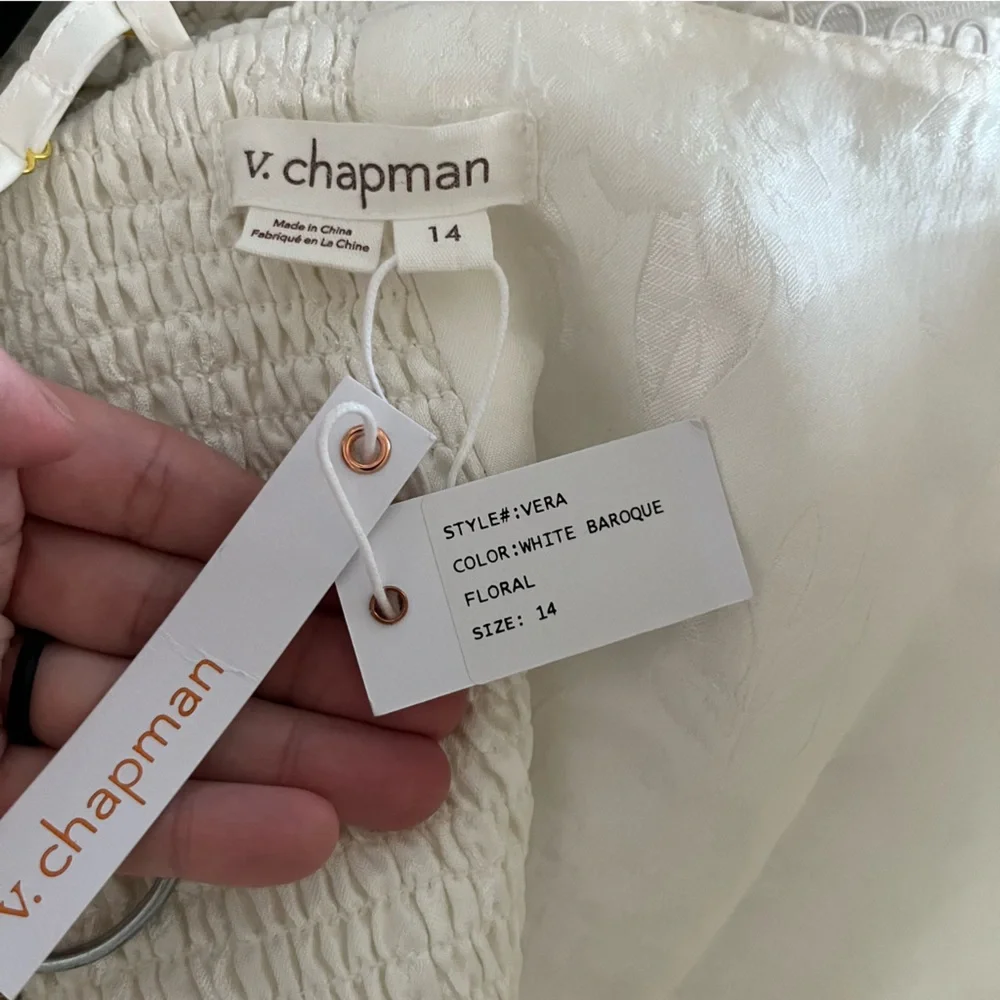 v. chapman
Made in China
Fabriqué en La Chine
14
STYLE#:VERA
COLOR:WHITE BAROQUE
FLORAL
SIZE: 14
v. chapman